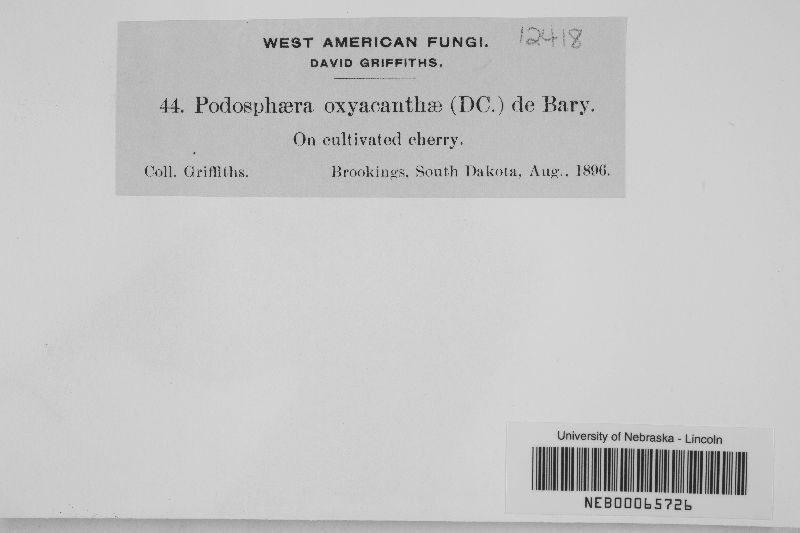 WEST AMERICAN FUNGI. 12418
DAVID GRIFFITHS.
44. Podosphæra oxyacanthæ (DC.) de Bary.
On cultivated cherry.
Coll. Griffiths. Brookings, South Dakota, Aug., 1896.
University of Nebraska - Lincoln
NEB00065726